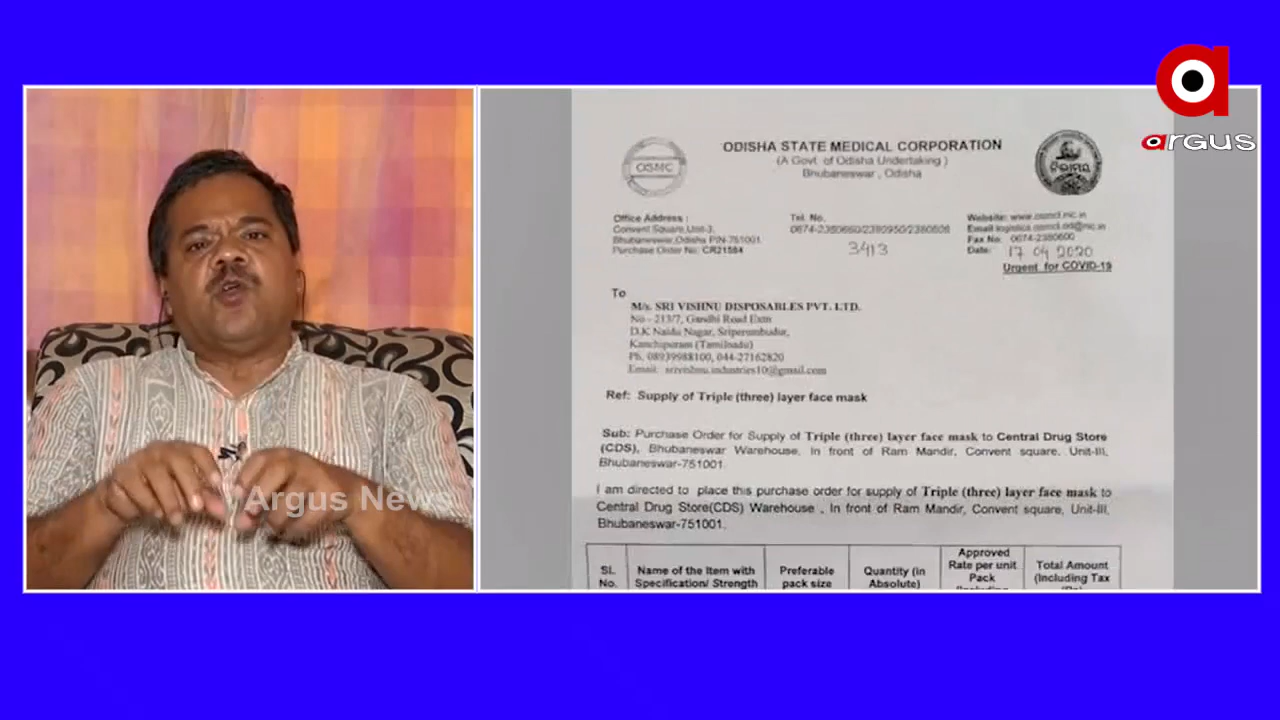 argus
Argus News
OSMC
ODISHA STATE MEDICAL CORPORATION
(A Govt. of Odisha Undertaking)
Bhubaneswar, Odisha
ନିରାମୟ
Office Address :
Convent Square,Unit-3,
Bhubaneswar,Odisha PIN-751001
Purchase Order No: CR21564
Tel. No.
0674-2380660/2380950/2380608
3413
Website: www.osmcl.nic.in
Email logistics.osmcl.od@nic.in
Fax No: 0674-2380600
Date: 17 04 2020
Urgent for COVID-19
To
M/s. SRI VISHNU DISPOSABLES PVT. LTD.
No - 213/7, Gandhi Road Extn
D.K Naidu Nagar, Sriperumbudur,
Kanchipuram (Tamilnadu)
Ph. 08939988100, 044-27162820
Email: srivishnu.industries10@gmail.com
Ref: Supply of Triple (three) layer face mask
Sub: Purchase Order for Supply of Triple (three) layer face mask to Central Drug Store
(CDS), Bhubaneswar Warehouse, In front of Ram Mandir, Convent square, Unit-III,
Bhubaneswar-751001.
I am directed to place this purchase order for supply of Triple (three) layer face mask to
Central Drug Store(CDS) Warehouse , In front of Ram Mandir, Convent square, Unit-III,
Bhubaneswar-751001.
Sl. No.
Name of the Item with Specification/ Strength
Preferable pack size
Quantity (in Absolute)
Approved Rate per unit Pack
Total Amount (Including Tax